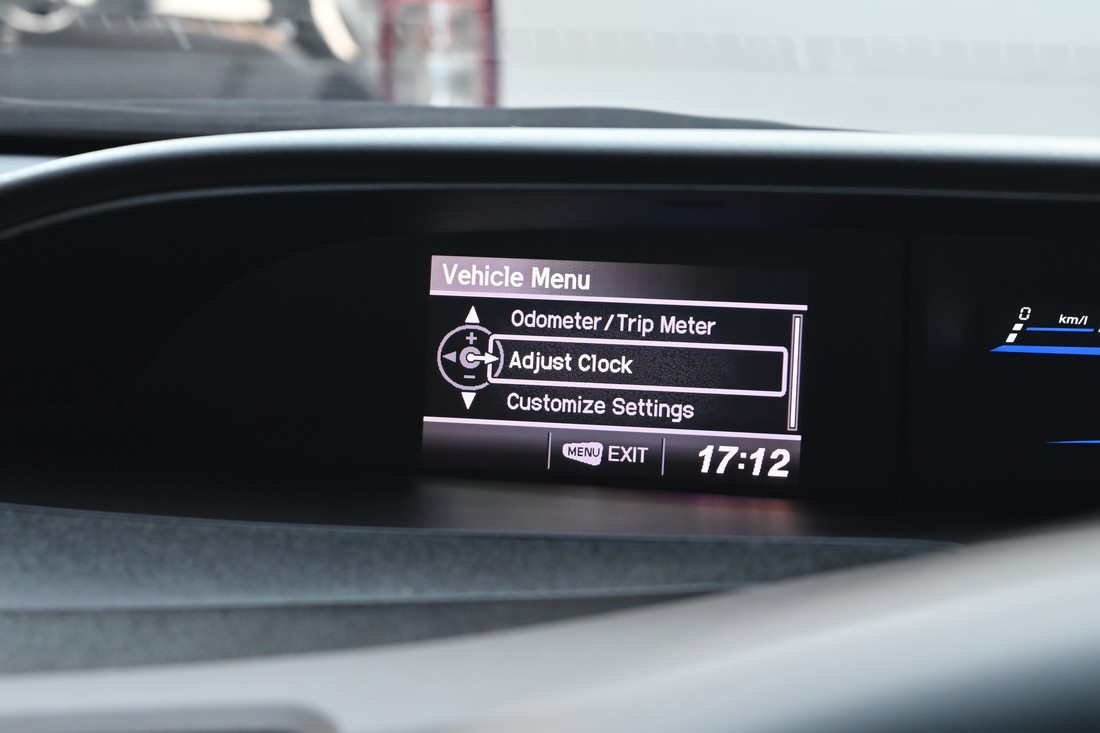 Vehicle Menu
Odometer/Trip Meter
+
Adjust Clock
−
Customize Settings
MENU EXIT
17:12
0 km/l